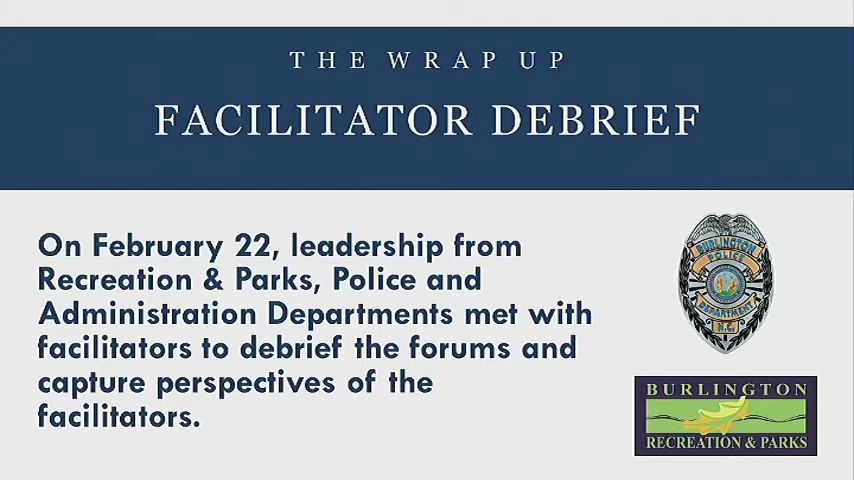 THE WRAP UP
FACILITATOR DEBRIEF
On February 22, leadership from
Recreation & Parks, Police and
Administration Departments met with
facilitators to debrief the forums and
capture perspectives of the
facilitators.
BURLINGTON
POLICE
DEPARTMENT
N.C.
BURLINGTON
RECREATION & PARKS